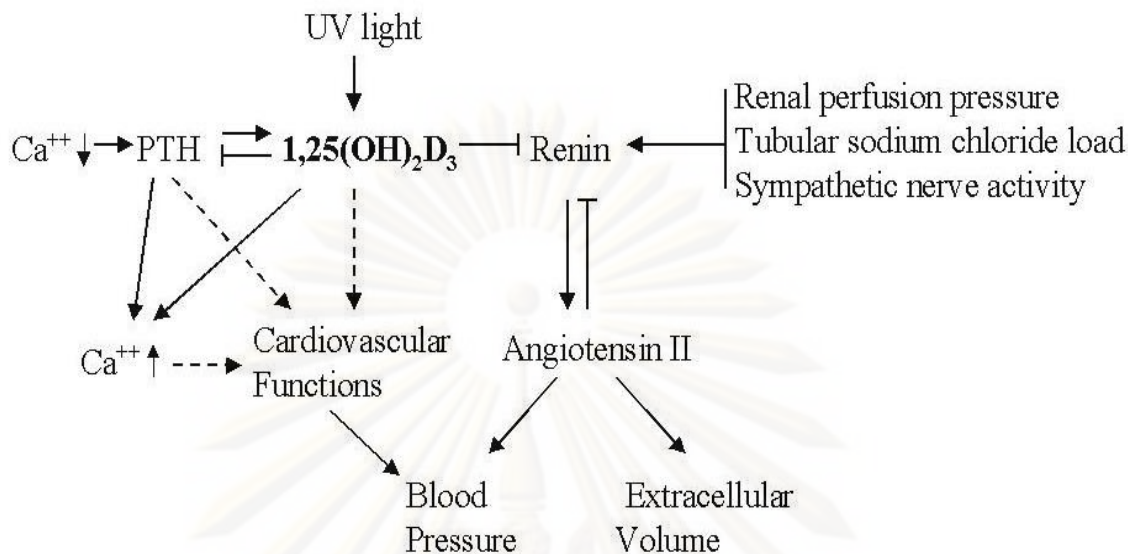 UV light
Renal perfusion pressure
Ca⁺⁺↓ PTH 1,25(OH)₂D₃ Renin Tubular sodium chloride load
Sympathetic nerve activity
Cardiovascular
Ca⁺⁺↑ Functions Angiotensin II
Blood Extracellular
Pressure Volume